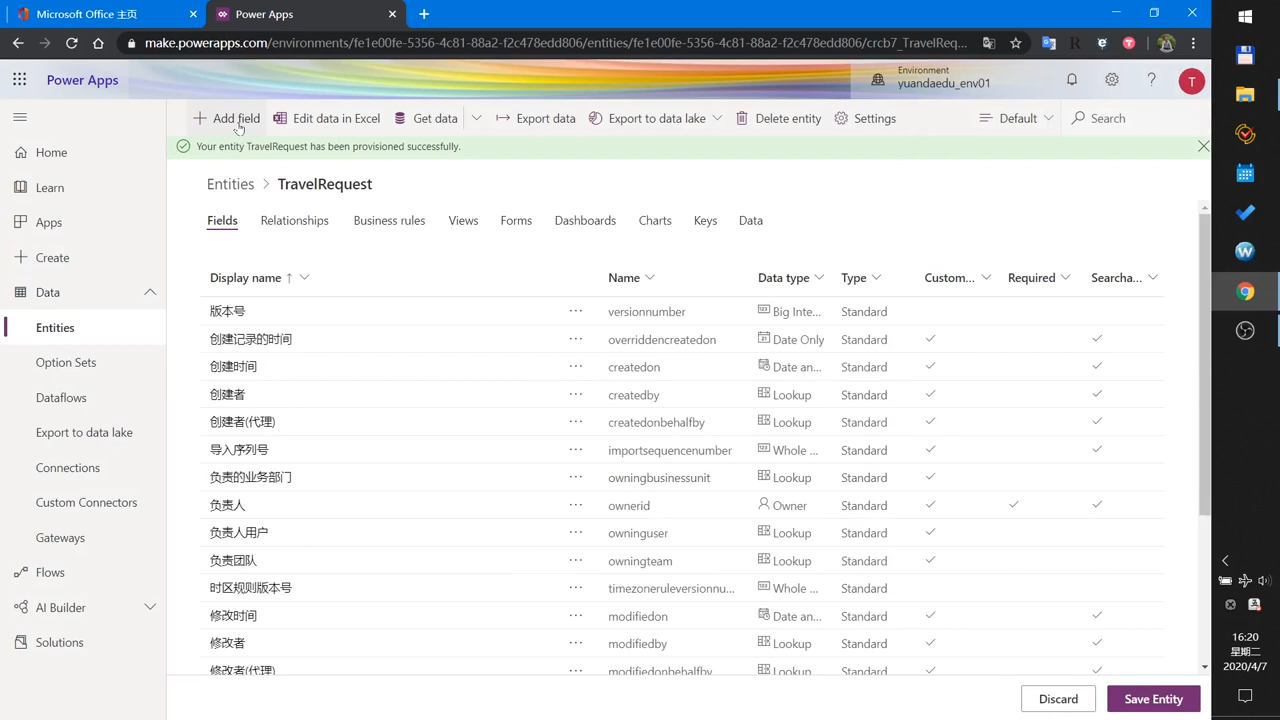 Microsoft Office 主页
Power Apps
make.powerapps.com/environments/fe1e00fe-5356-4c81-88a2-f2c478edd806/entities/fe1e00fe-5356-4c81-88a2-f2c478edd806/crcb7_TravelReq...
Power Apps
Environment
yuandaedu_env01
T
Add field
Edit data in Excel
Get data
Export data
Export to data lake
Delete entity
Settings
Default
Search
Your entity TravelRequest has been provisioned successfully.
Home
Learn
Apps
Create
Data
Entities
Option Sets
Dataflows
Export to data lake
Connections
Custom Connectors
Gateways
Flows
AI Builder
Solutions
Entities > TravelRequest
Fields Relationships Business rules Views Forms Dashboards Charts Keys Data
Display name ↑ Name Data type Type Custom... Required Searcha...
版本号 ··· versionnumber Big Inte... Standard
创建记录的时间 ··· overriddencreatedon Date Only Standard
创建时间 ··· createdon Date an... Standard
创建者 ··· createdby Lookup Standard
创建者(代理) ··· createdonbehalfby Lookup Standard
导入序列号 ··· importsequencenumber Whole ... Standard
负责的业务部门 ··· owningbusinessunit Lookup Standard
负责人 ··· ownerid Owner Standard
负责人用户 ··· owninguser Lookup Standard
负责团队 ··· owningteam Lookup Standard
时区规则版本号 ··· timezoneruleversionnu... Whole ... Standard
修改时间 ··· modifiedon Date an... Standard
修改者 ··· modifiedby Lookup Standard
修改者(代理) ··· modifiedonbehalfby Lookup Standard
Discard
Save Entity
16:20
星期二
2020/4/7